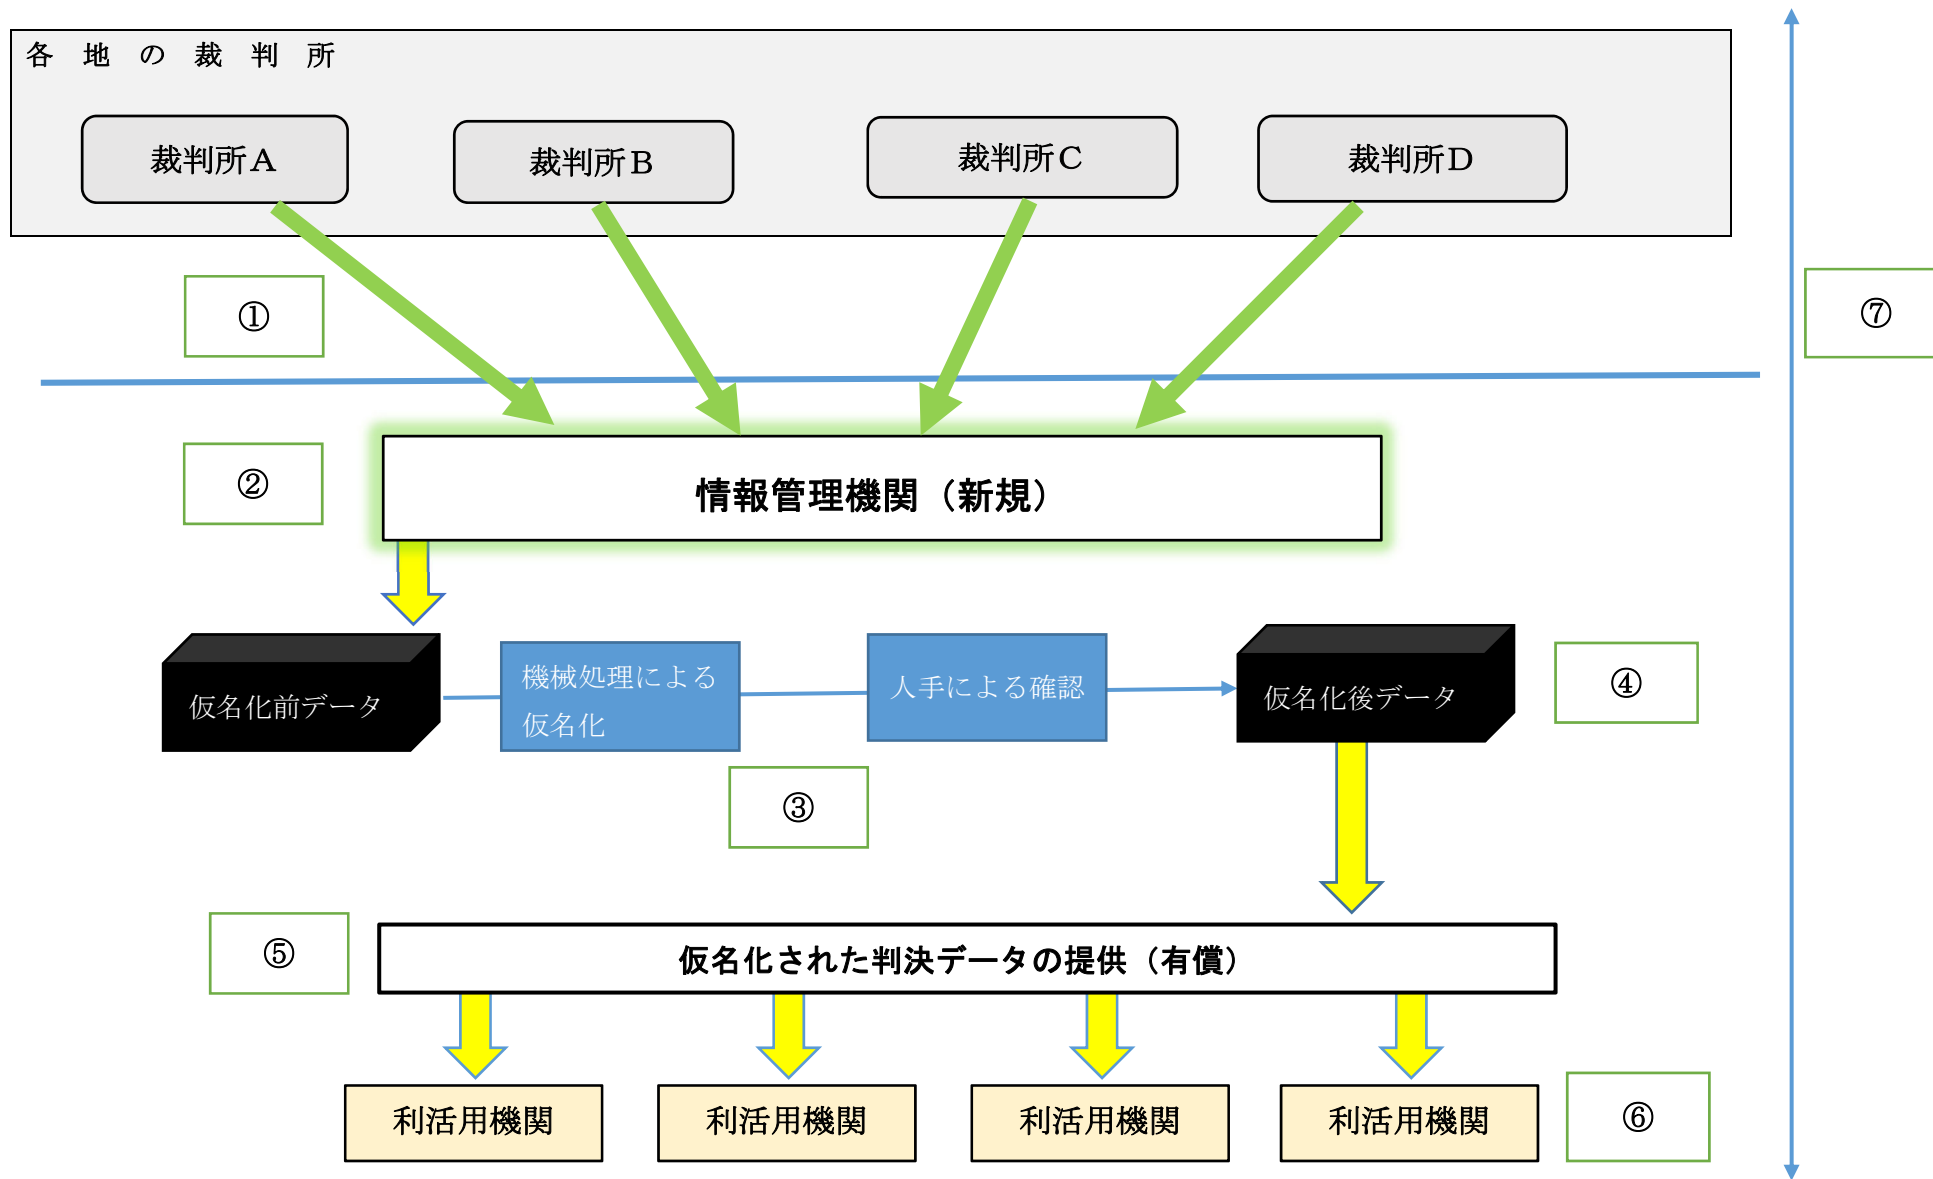 各地の裁判所
裁判所A
裁判所B
裁判所C
裁判所D
①
⑦
②
情報管理機関（新規）
仮名化前データ
機械処理による
仮名化
人手による確認
仮名化後データ
④
③
⑤
仮名化された判決データの提供（有償）
利活用機関
利活用機関
利活用機関
利活用機関
⑥